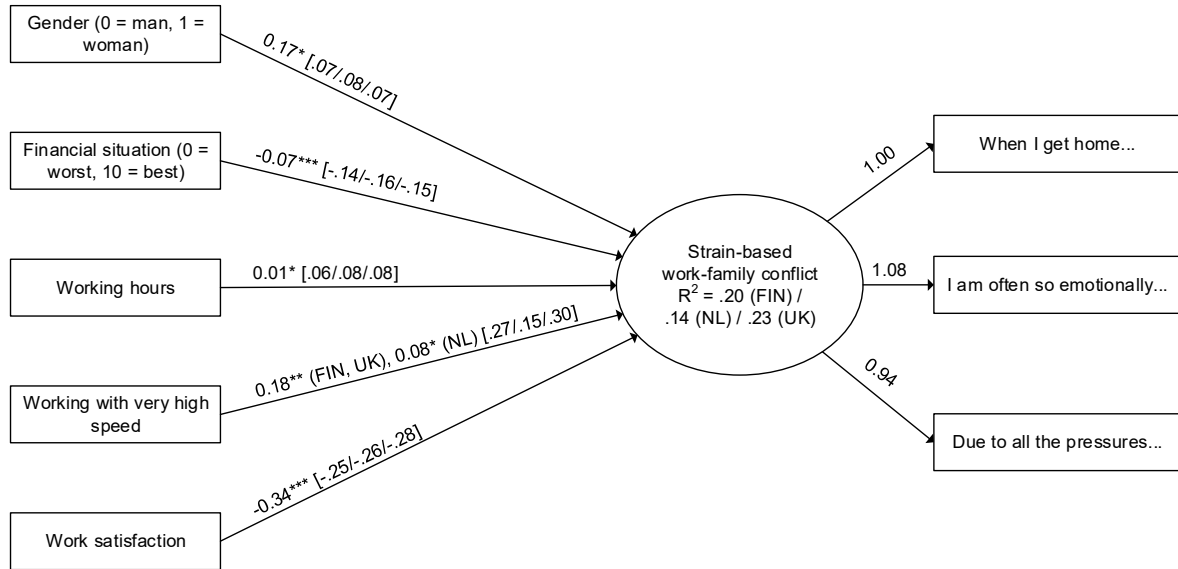 Gender (0 = man, 1 =
woman)
0.17* [.07/.08/.07]
Financial situation (0 =
worst, 10 = best)
-0.07*** [-.14/-.16/-.15]
Working hours
0.01* [.06/.08/.08]
Working with very high
speed
0.18** (FIN, UK), 0.08* (NL) [.27/.15/.30]
Work satisfaction
-0.34*** [-.25/-.26/-.28]
Strain-based
work-family conflict
R² = .20 (FIN) /
.14 (NL) / .23 (UK)
1.00
When I get home...
1.08
I am often so emotionally...
0.94
Due to all the pressures...